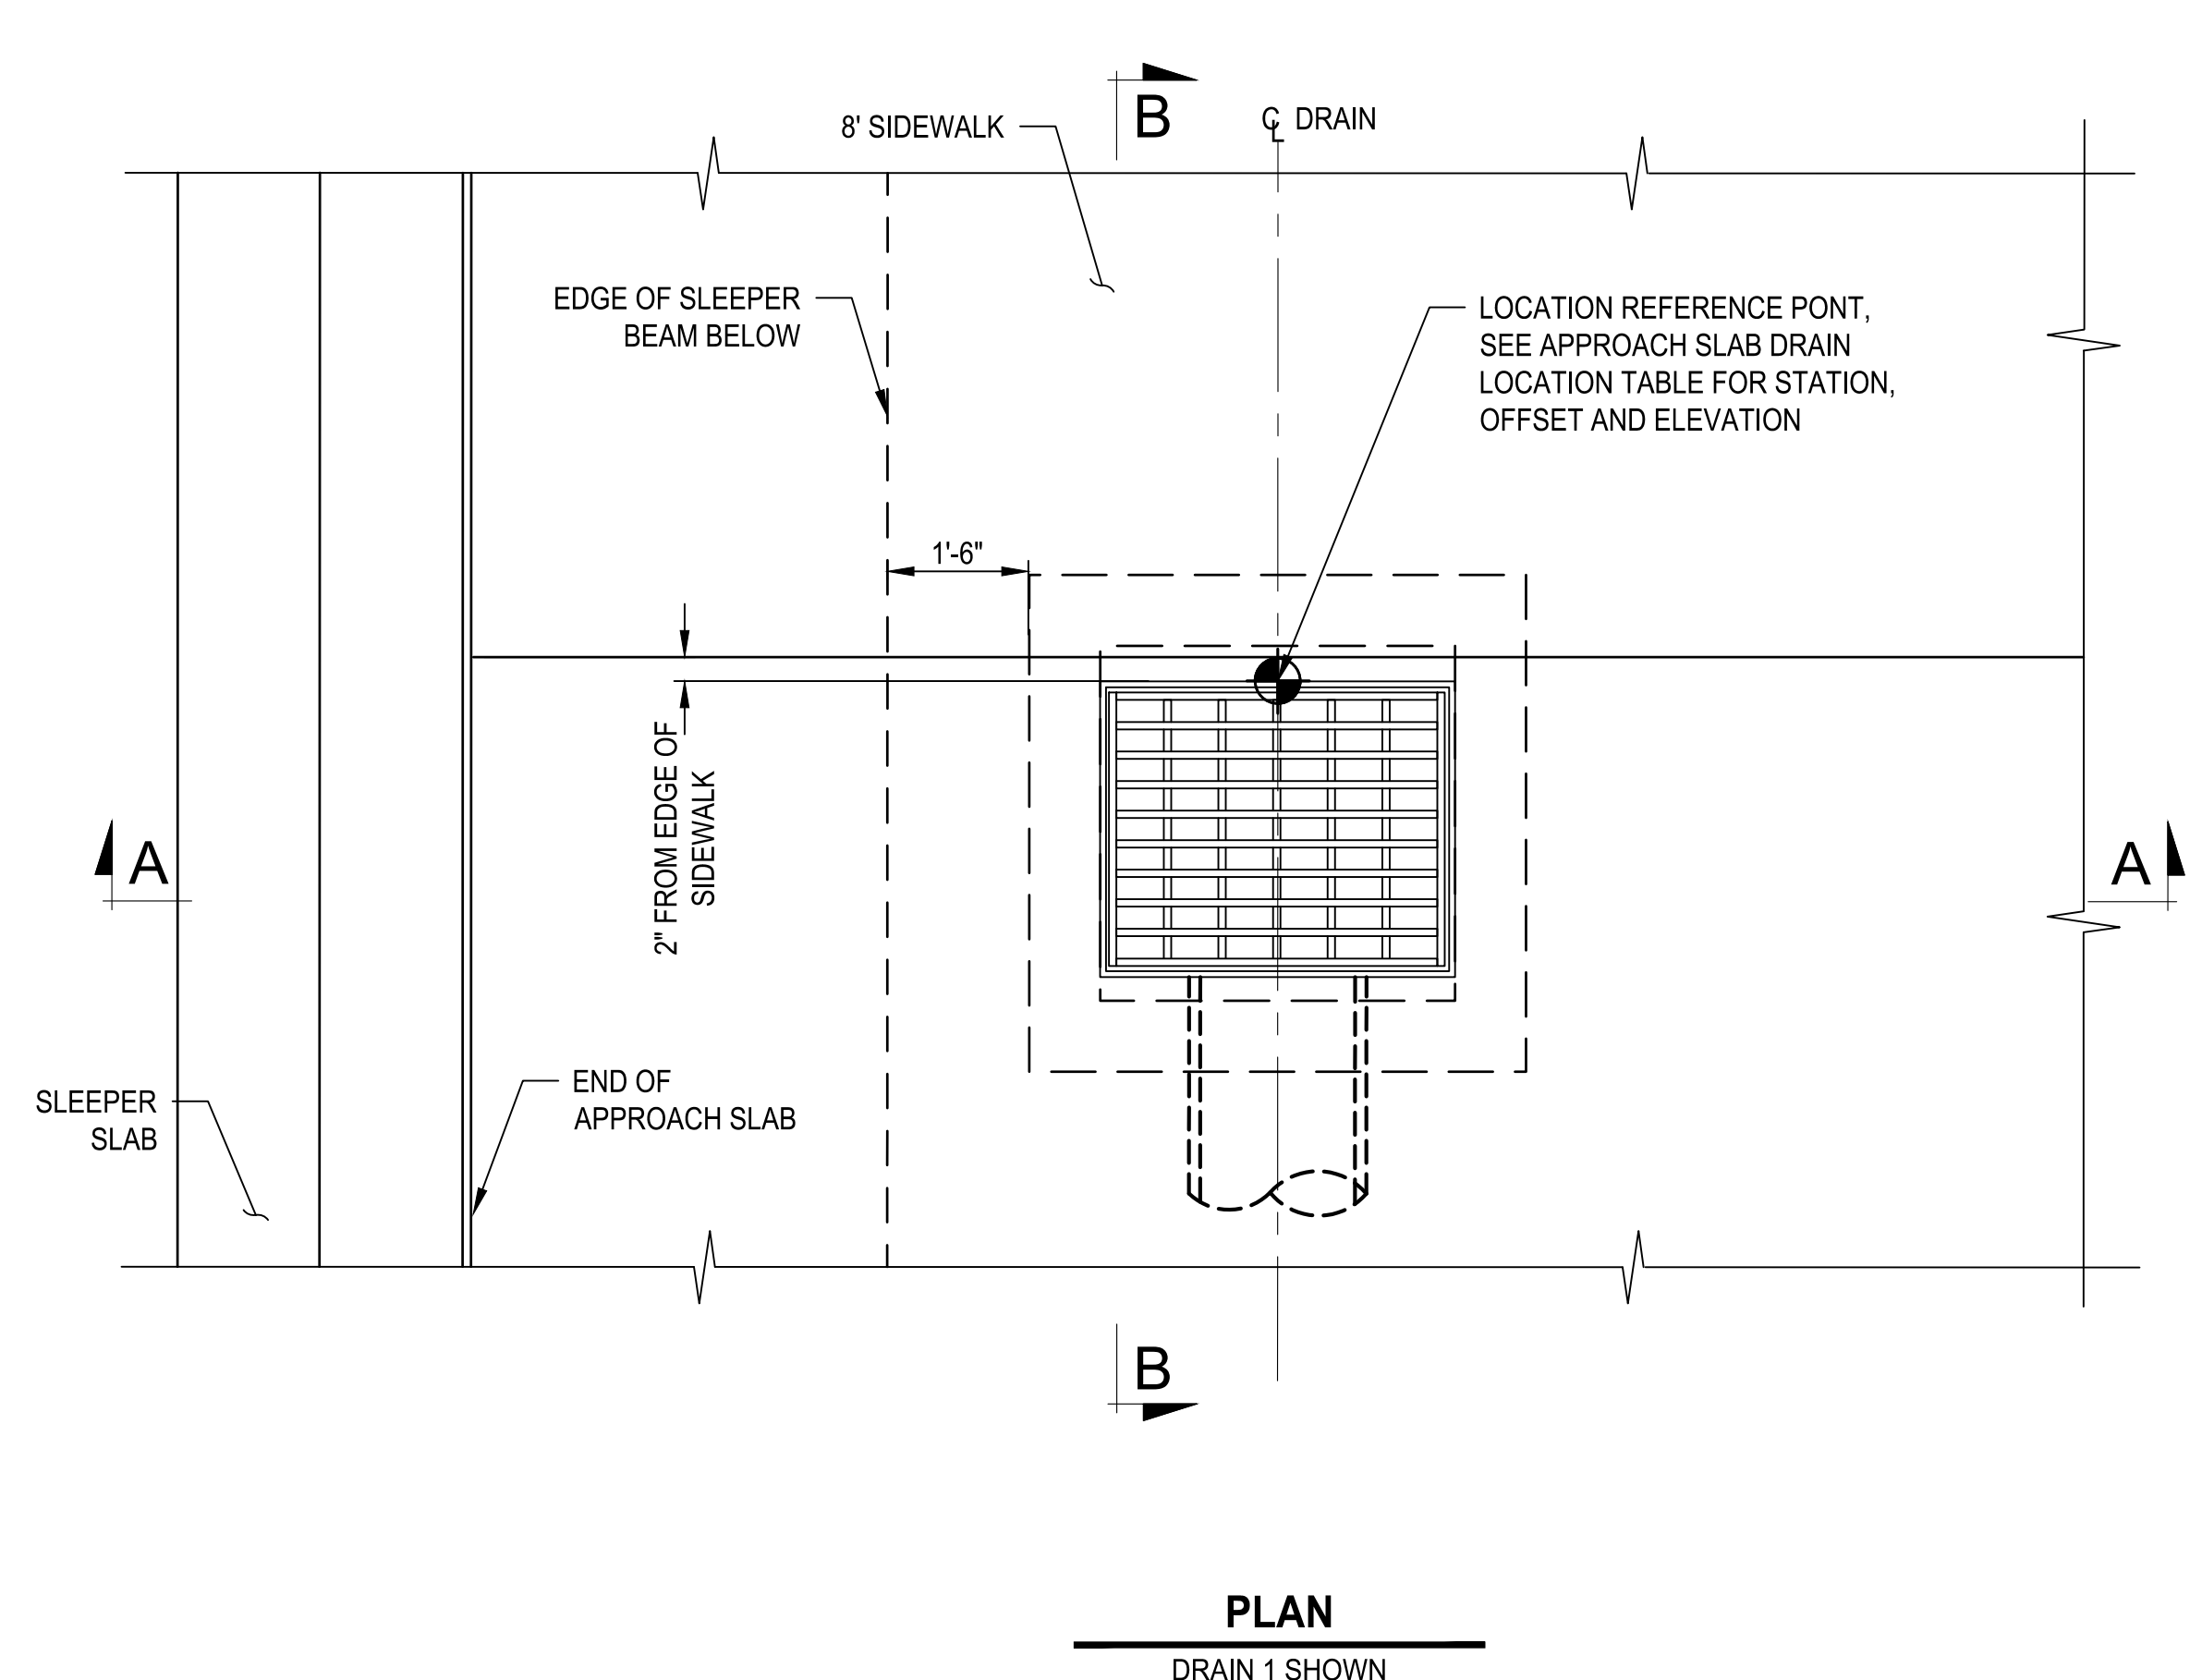 B
℄ DRAIN
8' SIDEWALK
EDGE OF SLEEPER
BEAM BELOW
LOCATION REFERENCE PONT,
SEE APPROACH SLAB DRAIN
LOCATION TABLE FOR STATION,
OFFSET AND ELEVATION
1'-6"
2" FROM EDGE OF
SIDEWALK
A
A
SLEEPER
SLAB
END OF
APPROACH SLAB
B
PLAN
DRAIN 1 SHOWN